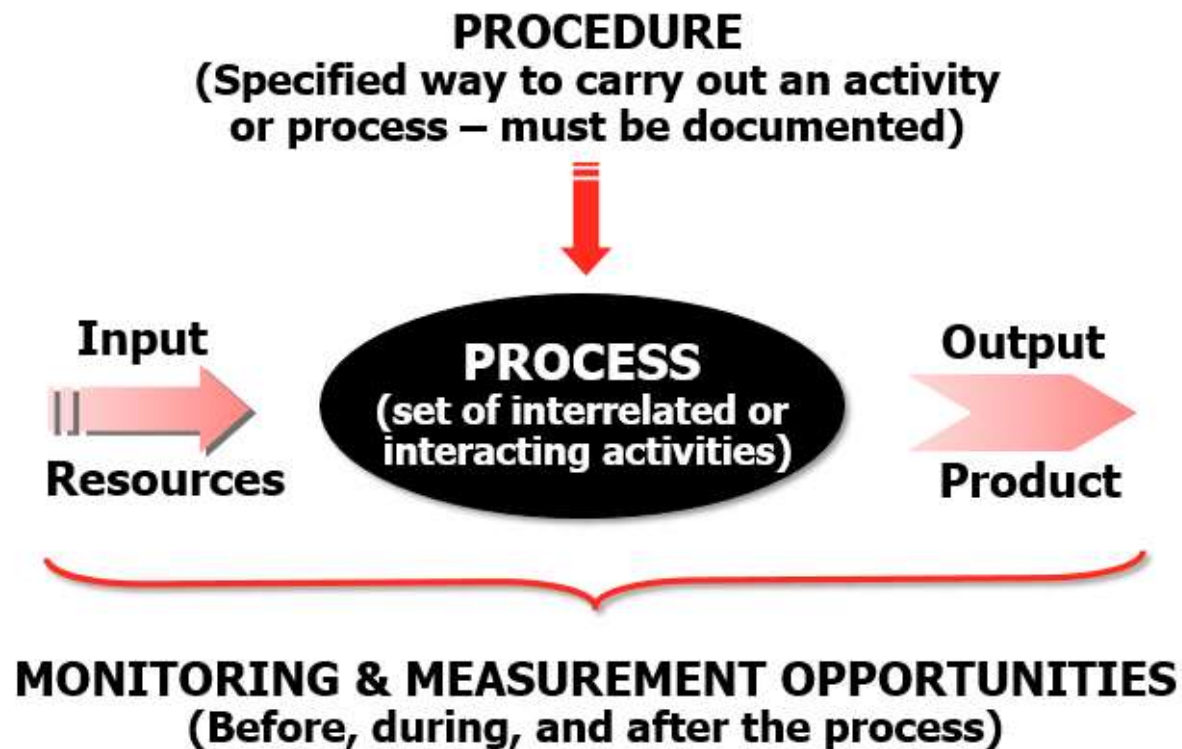 PROCEDURE
(Specified way to carry out an activity
or process – must be documented)
Input
Resources
PROCESS
(set of interrelated or
interacting activities)
Output
Product
MONITORING & MEASUREMENT OPPORTUNITIES
(Before, during, and after the process)